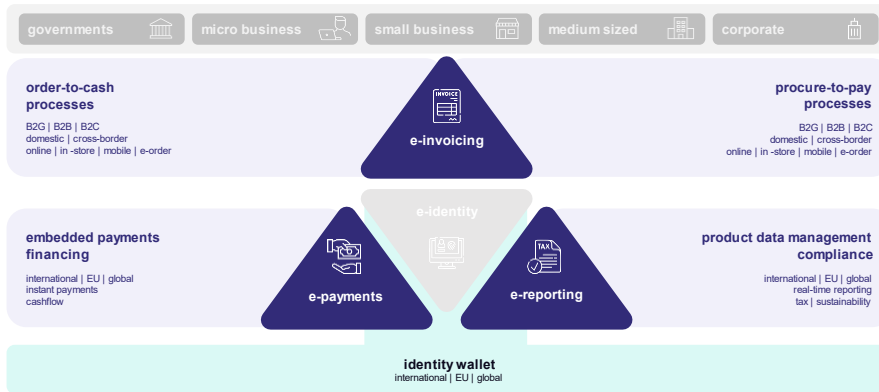 governments
micro business
small business
medium sized
corporate
order-to-cash
processes
B2G | B2B | B2C
domestic | cross-border
online | in -store | mobile | e-order
INVOICE
e-invoicing
procure-to-pay
processes
B2G | B2B | B2C
domestic | cross-border
online | in -store | mobile | e-order
e-identity
embedded payments
financing
international | EU | global
instant payments
cashflow
e-payments
TAX
e-reporting
product data management
compliance
international | EU | global
real-time reporting
tax | sustainability
identity wallet
international | EU | global